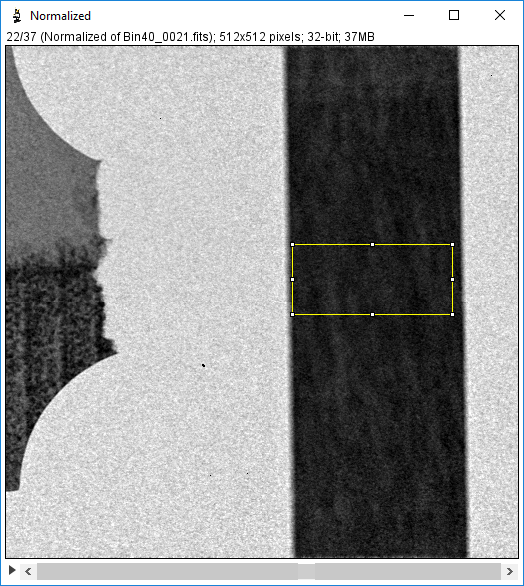 Normalized
22/37 (Normalized of Bin40_0021.fits); 512x512 pixels; 32-bit; 37MB